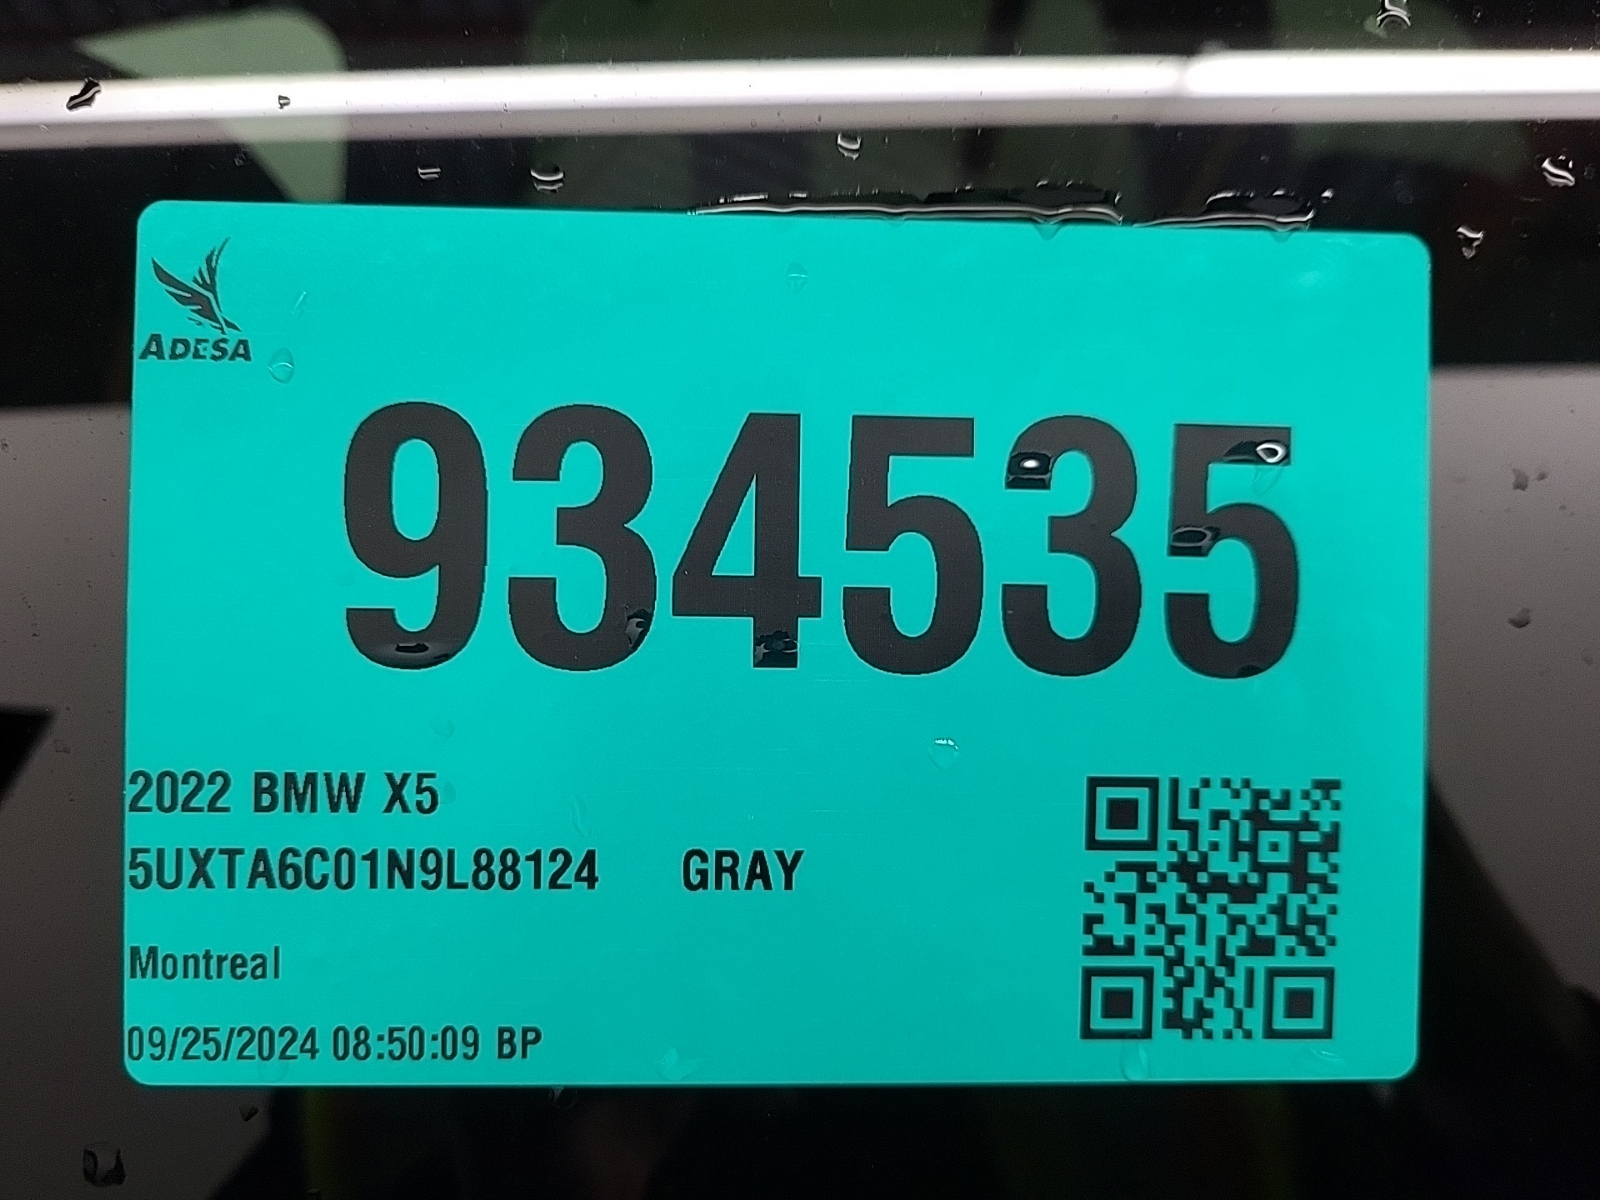 ADESA
934535
2022 BMW X5
5UXTA6C01N9L88124 GRAY
Montreal
09/25/2024 08:50:09 BP